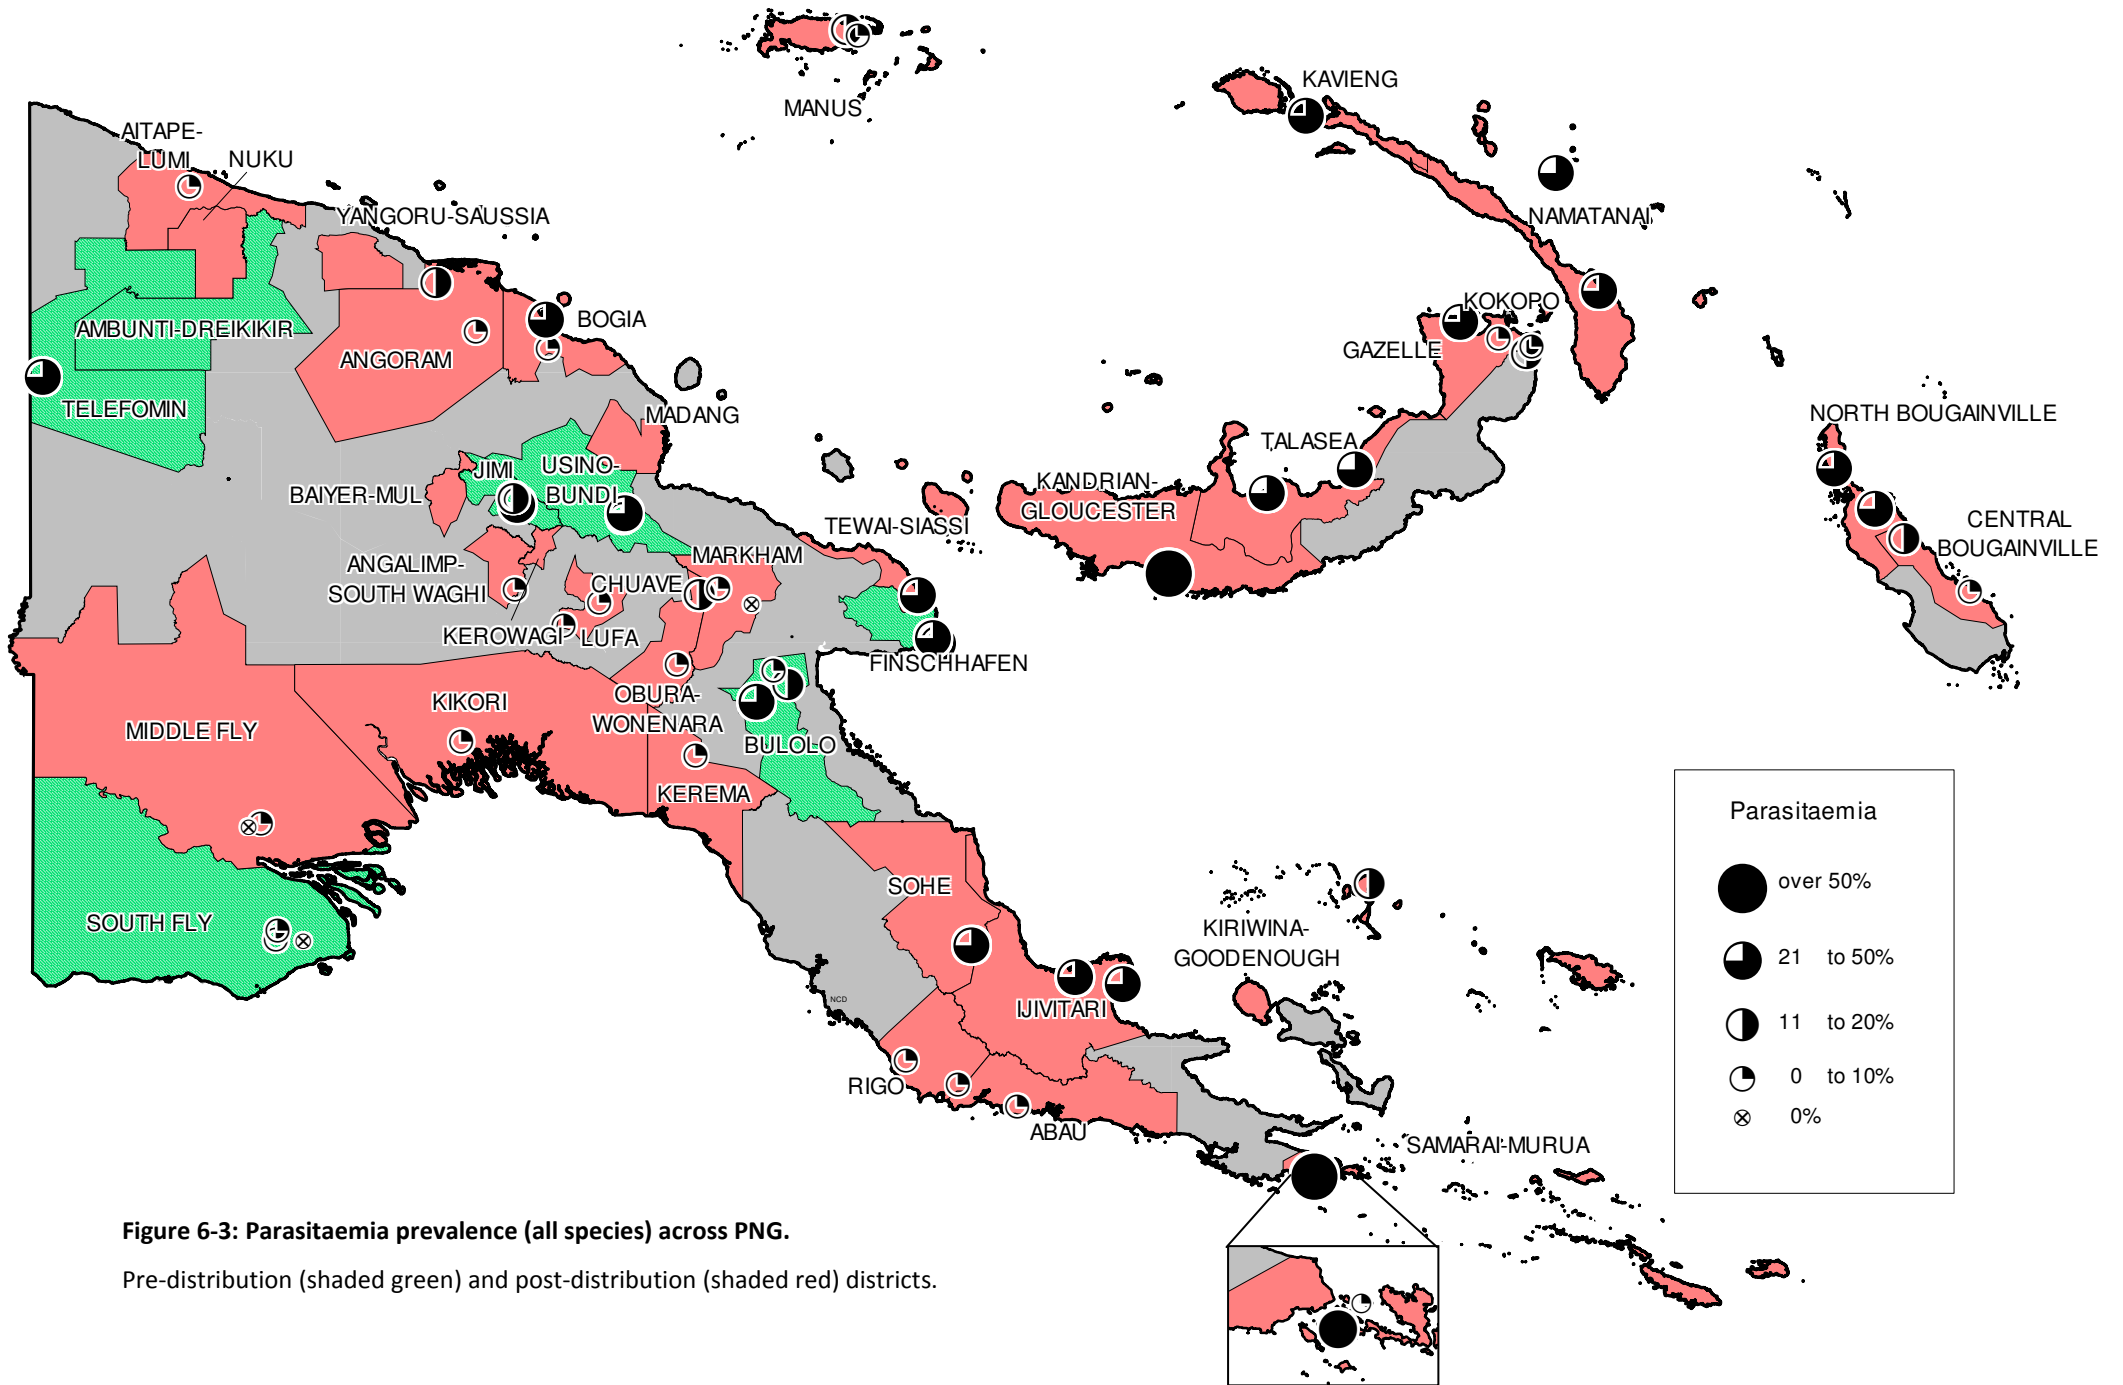 MANUS
KAVIENG
AITAPE-
LUMI
NUKU
YANGORU-SAUSSIA
NAMATANAI
AMBUNTI-DREIKIKIR
ANGORAM
BOGIA
KOKOPO
GAZELLE
TELEFOMIN
MADANG
NORTH BOUGAINVILLE
TALASEA
JIMI
USINO-
BUNDI
BAIYER-MUL
KANDRIAN-
GLOUCESTER
TEWAI-SIASSI
CENTRAL
BOUGAINVILLE
ANGALIMP-
SOUTH WAGHI
CHUAVE
MARKHAM
KEROWAGI
LUFA
FINSCHHAFEN
MIDDLE FLY
KIKORI
OBURA-
WONENARA
BULOLO
KEREMA
SOUTH FLY
SOHE
KIRIWINA-
GOODENOUGH
NCD
IJIVITARI
RIGO
ABAU
SAMARAI-MURUA
Parasitaemia
over 50%
21 to 50%
11 to 20%
0 to 10%
0%
Figure 6-3: Parasitaemia prevalence (all species) across PNG.
Pre-distribution (shaded green) and post-distribution (shaded red) districts.